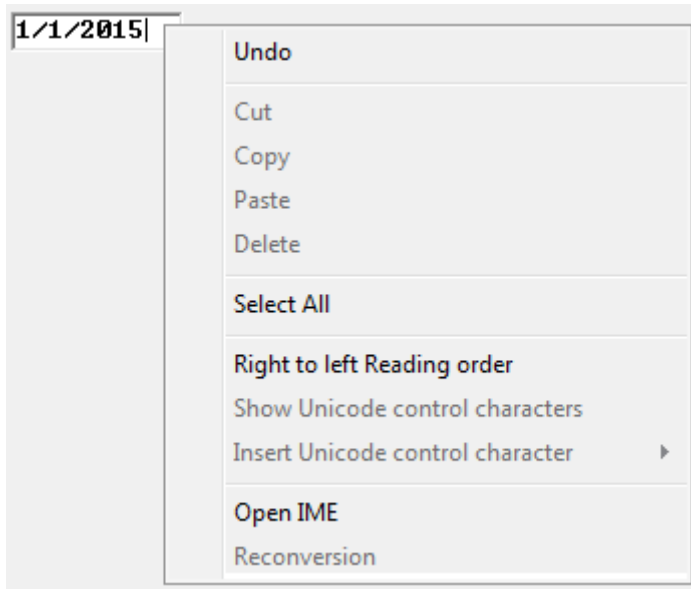 1/1/2015
Undo
Cut
Copy
Paste
Delete
Select All
Right to left Reading order
Show Unicode control characters
Insert Unicode control character
Open IME
Reconversion